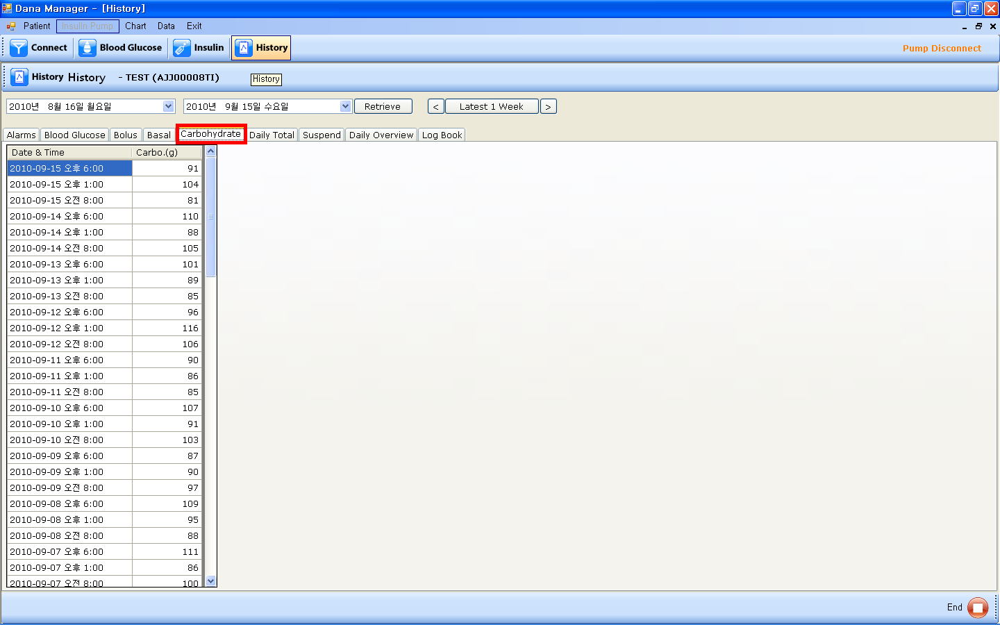 Dana Manager - [History]
Patient Insulin Pump Chart Data Exit
Connect Blood Glucose Insulin History Pump Disconnect
History History - TEST (AJJ00008TI) History
2010년 8월 16일 월요일 2010년 9월 15일 수요일 Retrieve < Latest 1 Week >
Alarms Blood Glucose Bolus Basal Carbohydrate Daily Total Suspend Daily Overview Log Book
Date & Time Carbo.(g)
2010-09-15 오후 6:00 91
2010-09-15 오후 1:00 104
2010-09-15 오전 8:00 81
2010-09-14 오후 6:00 110
2010-09-14 오후 1:00 88
2010-09-14 오전 8:00 105
2010-09-13 오후 6:00 101
2010-09-13 오후 1:00 89
2010-09-13 오전 8:00 85
2010-09-12 오후 6:00 96
2010-09-12 오후 1:00 116
2010-09-12 오전 8:00 106
2010-09-11 오후 6:00 90
2010-09-11 오후 1:00 86
2010-09-11 오전 8:00 85
2010-09-10 오후 6:00 107
2010-09-10 오후 1:00 91
2010-09-10 오전 8:00 103
2010-09-09 오후 6:00 87
2010-09-09 오후 1:00 90
2010-09-09 오전 8:00 97
2010-09-08 오후 6:00 109
2010-09-08 오후 1:00 95
2010-09-08 오전 8:00 88
2010-09-07 오후 6:00 111
2010-09-07 오후 1:00 86
2010-09-07 오전 8:00 100
End